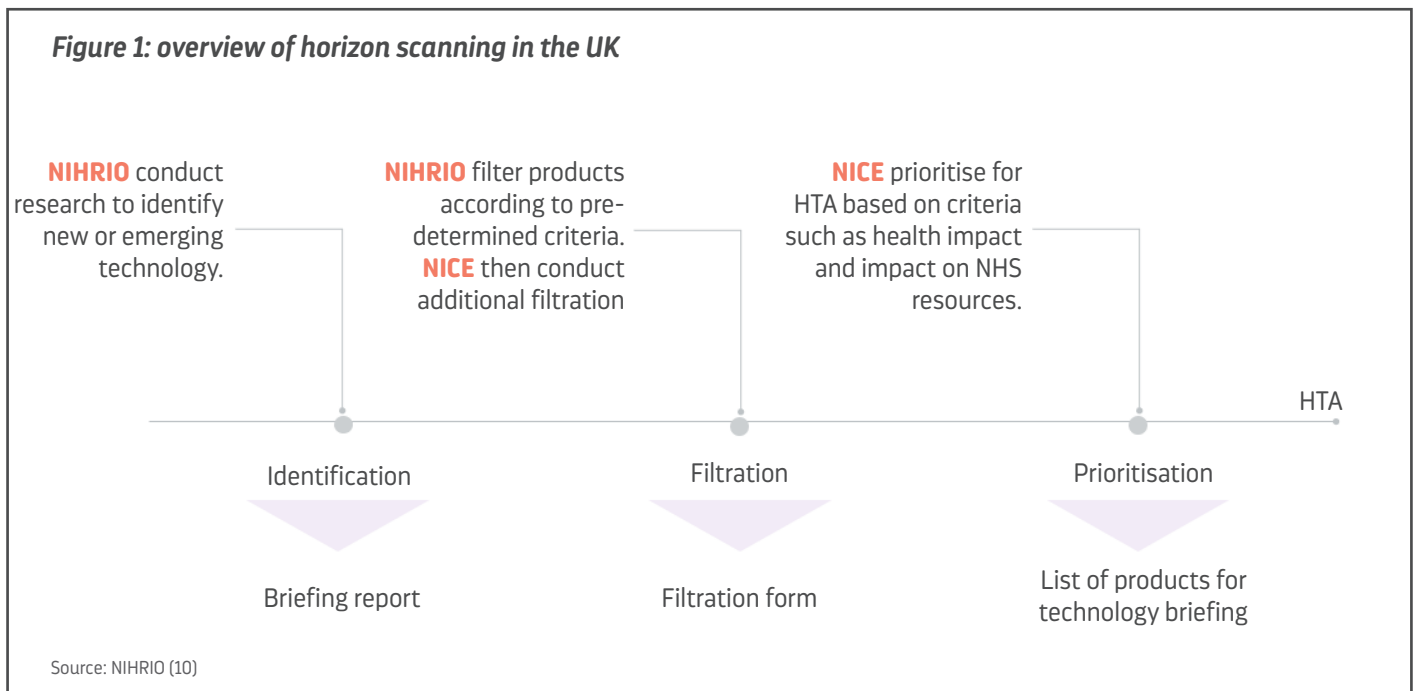 Figure 1: overview of horizon scanning in the UK
NIHRIO conduct
research to identify
new or emerging
technology.
NIHRIO filter products
according to pre-
determined criteria.
NICE then conduct
additional filtration
NICE prioritise for
HTA based on criteria
such as health impact
and impact on NHS
resources.
HTA
Identification
Filtration
Prioritisation
Briefing report
Filtration form
List of products for
technology briefing
Source: NIHRIO (10)